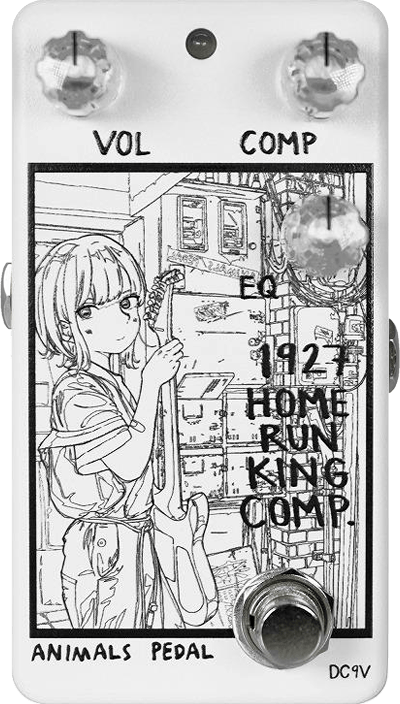 VOL
COMP
EQ
1927
HOME
RUN
KING
COMP.
ANIMALS PEDAL
DC9V